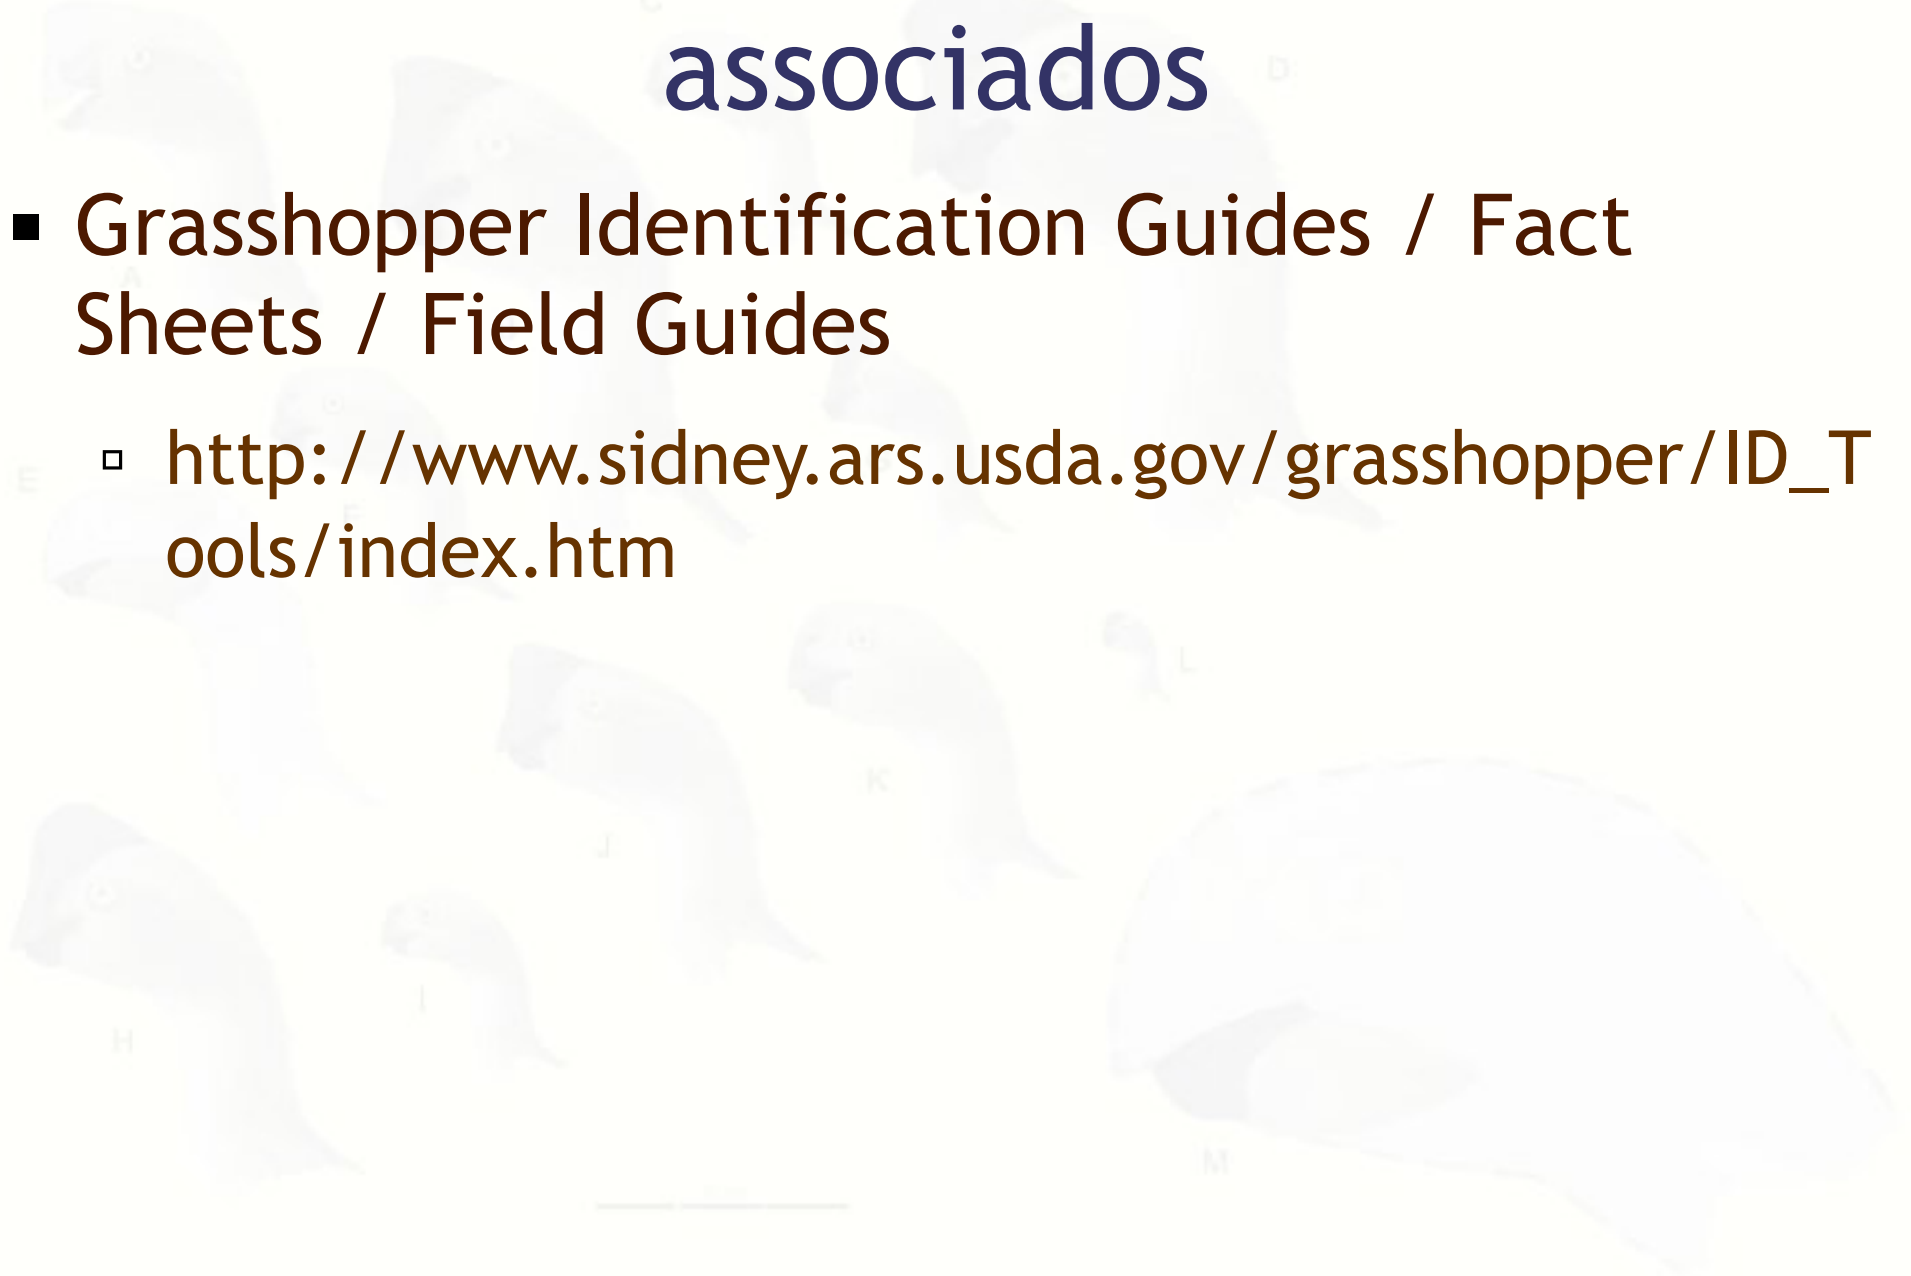 associados
▪ Grasshopper Identification Guides / Fact
Sheets / Field Guides
▫ http://www.sidney.ars.usda.gov/grasshopper/ID_T
ools/index.htm
D
A
E
F
L
K
J
I
H
M